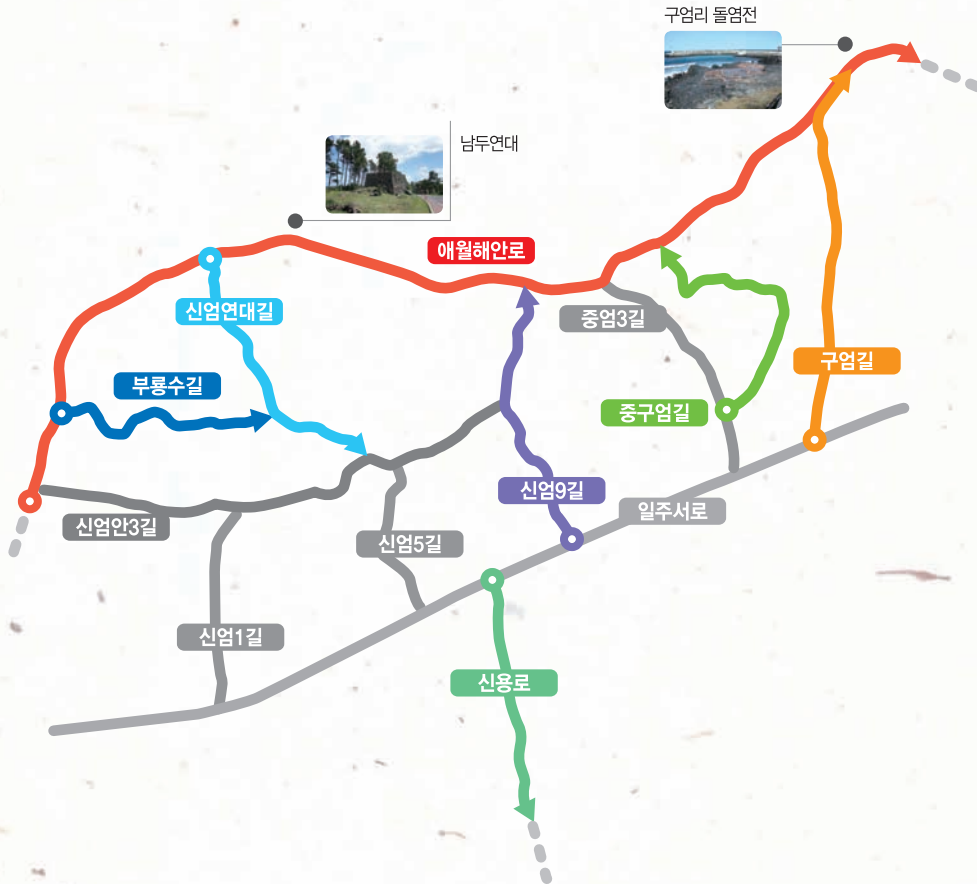 구엄리 돌염전
남두연대
애월해안로
신엄연대길
중엄3길
부룡수길
구엄길
중구엄길
신엄9길
일주서로
신엄안3길
신엄5길
신엄1길
신용로